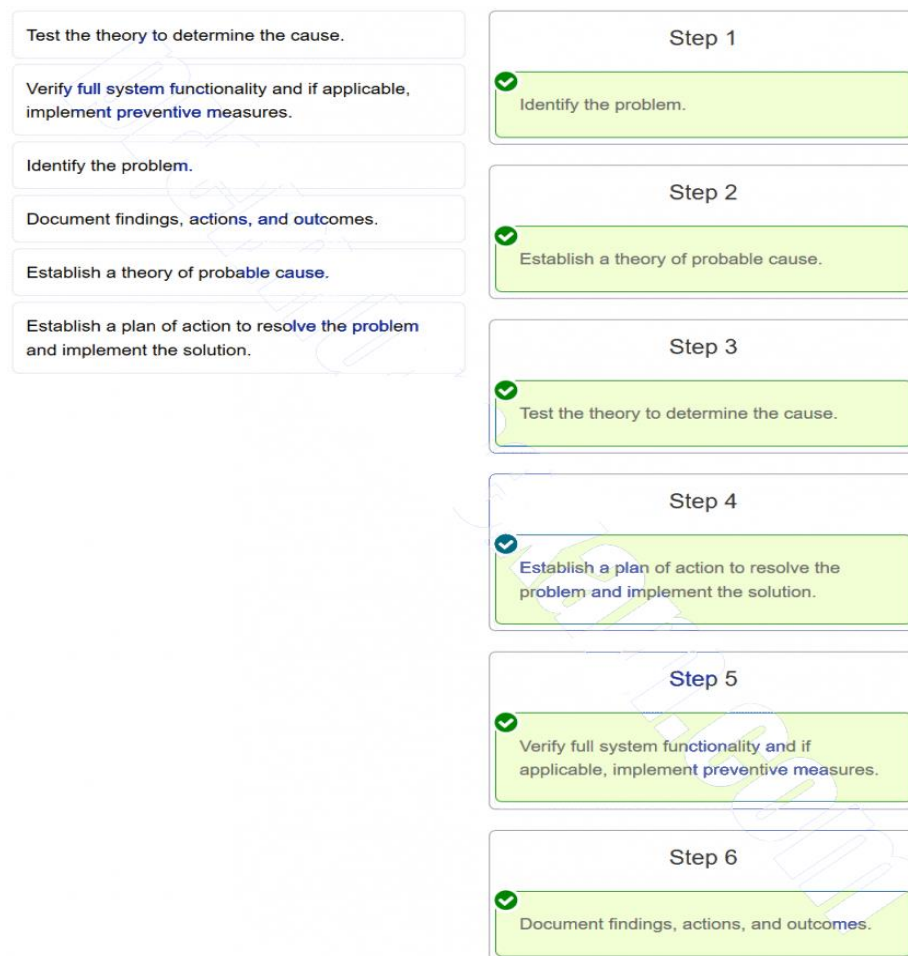 Test the theory to determine the cause.
Verify full system functionality and if applicable,
implement preventive measures.
Identify the problem.
Document findings, actions, and outcomes.
Establish a theory of probable cause.
Establish a plan of action to resolve the problem
and implement the solution.
Step 1
Identify the problem.
Step 2
Establish a theory of probable cause.
Step 3
Test the theory to determine the cause.
Step 4
Establish a plan of action to resolve the
problem and implement the solution.
Step 5
Verify full system functionality and if
applicable, implement preventive measures.
Step 6
Document findings, actions, and outcomes.